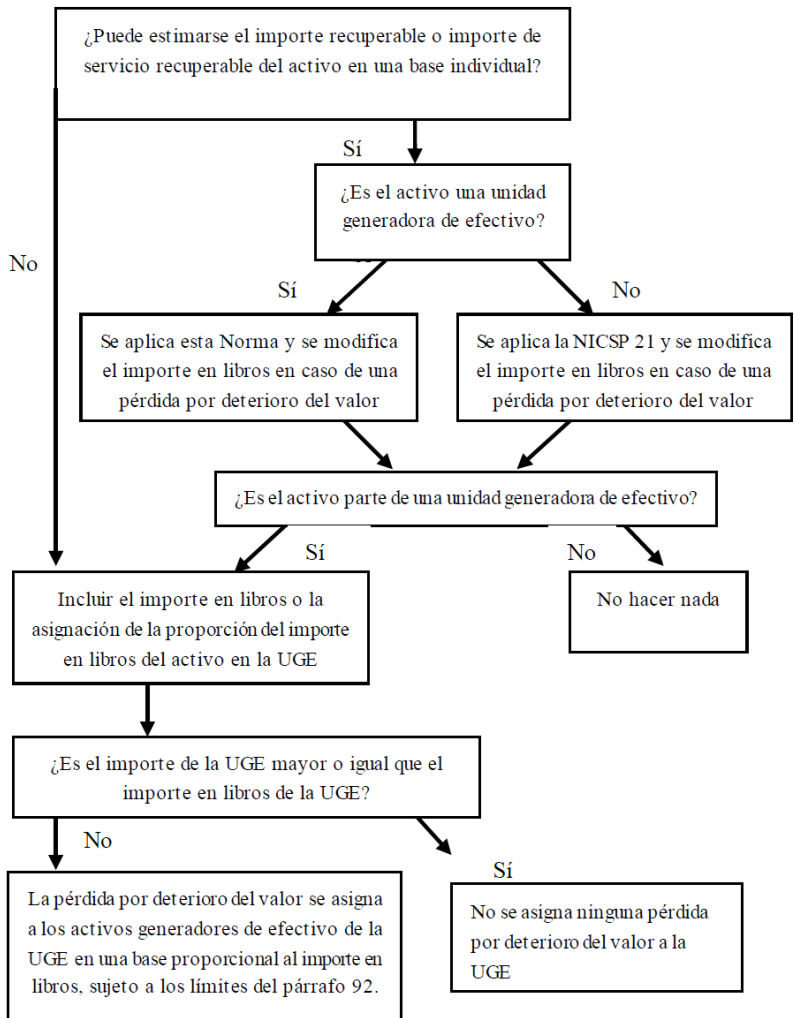 ¿Puede estimarse el importe recuperable o importe de
servicio recuperable del activo en una base individual?
Sí
¿Es el activo una unidad
generadora de efectivo?
No
Sí
No
Se aplica esta Norma y se modifica
el importe en libros en caso de una
pérdida por deterioro del valor
Se aplica la NICSP 21 y se modifica
el importe en libros en caso de una
pérdida por deterioro del valor
¿Es el activo parte de una unidad generadora de efectivo?
Sí
No
Incluir el importe en libros o la
asignación de la proporción del importe
en libros del activo en la UGE
No hacer nada
¿Es el importe de la UGE mayor o igual que el
importe en libros de la UGE?
No
Sí
La pérdida por deterioro del valor se asigna
a los activos generadores de efectivo de la
UGE en una base proporcional al importe en
libros, sujeto a los límites del párrafo 92.
No se asigna ninguna pérdida
por deterioro del valor a la
UGE